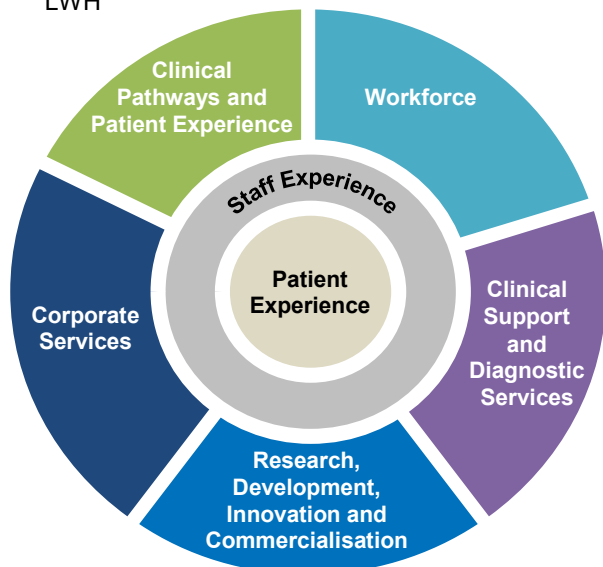 LWH
Clinical
Pathways and
Patient Experience
Workforce
Staff Experience
Patient
Experience
Clinical
Support
and
Diagnostic
Services
Corporate
Services
Research,
Development,
Innovation and
Commercialisation